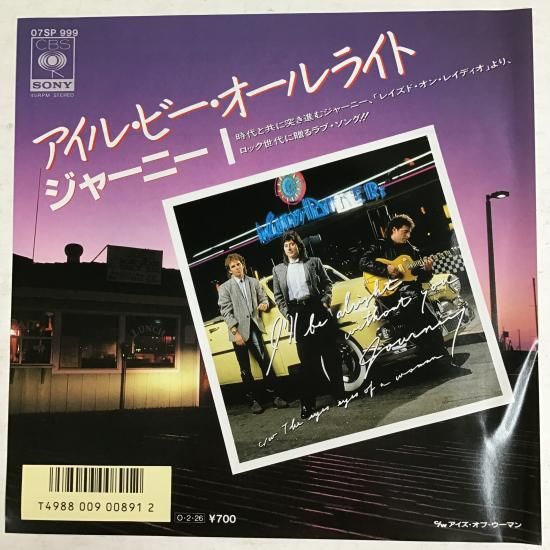 07SP 999
CBS
SONY
45RPM STEREO
アイル・ビー・オールライト
ジャーニー
時代と共に突き進むジャーニー、「レイズド・オン・レイディオ」より、
ロック世代に贈るラブ・ソング!!
I'll be alright
without you
Journey
c/w The eyes of a woman
LUNCH
T4988 009 00891 2
O・2・26 ¥700
c/w アイズ・オブ・ウーマン